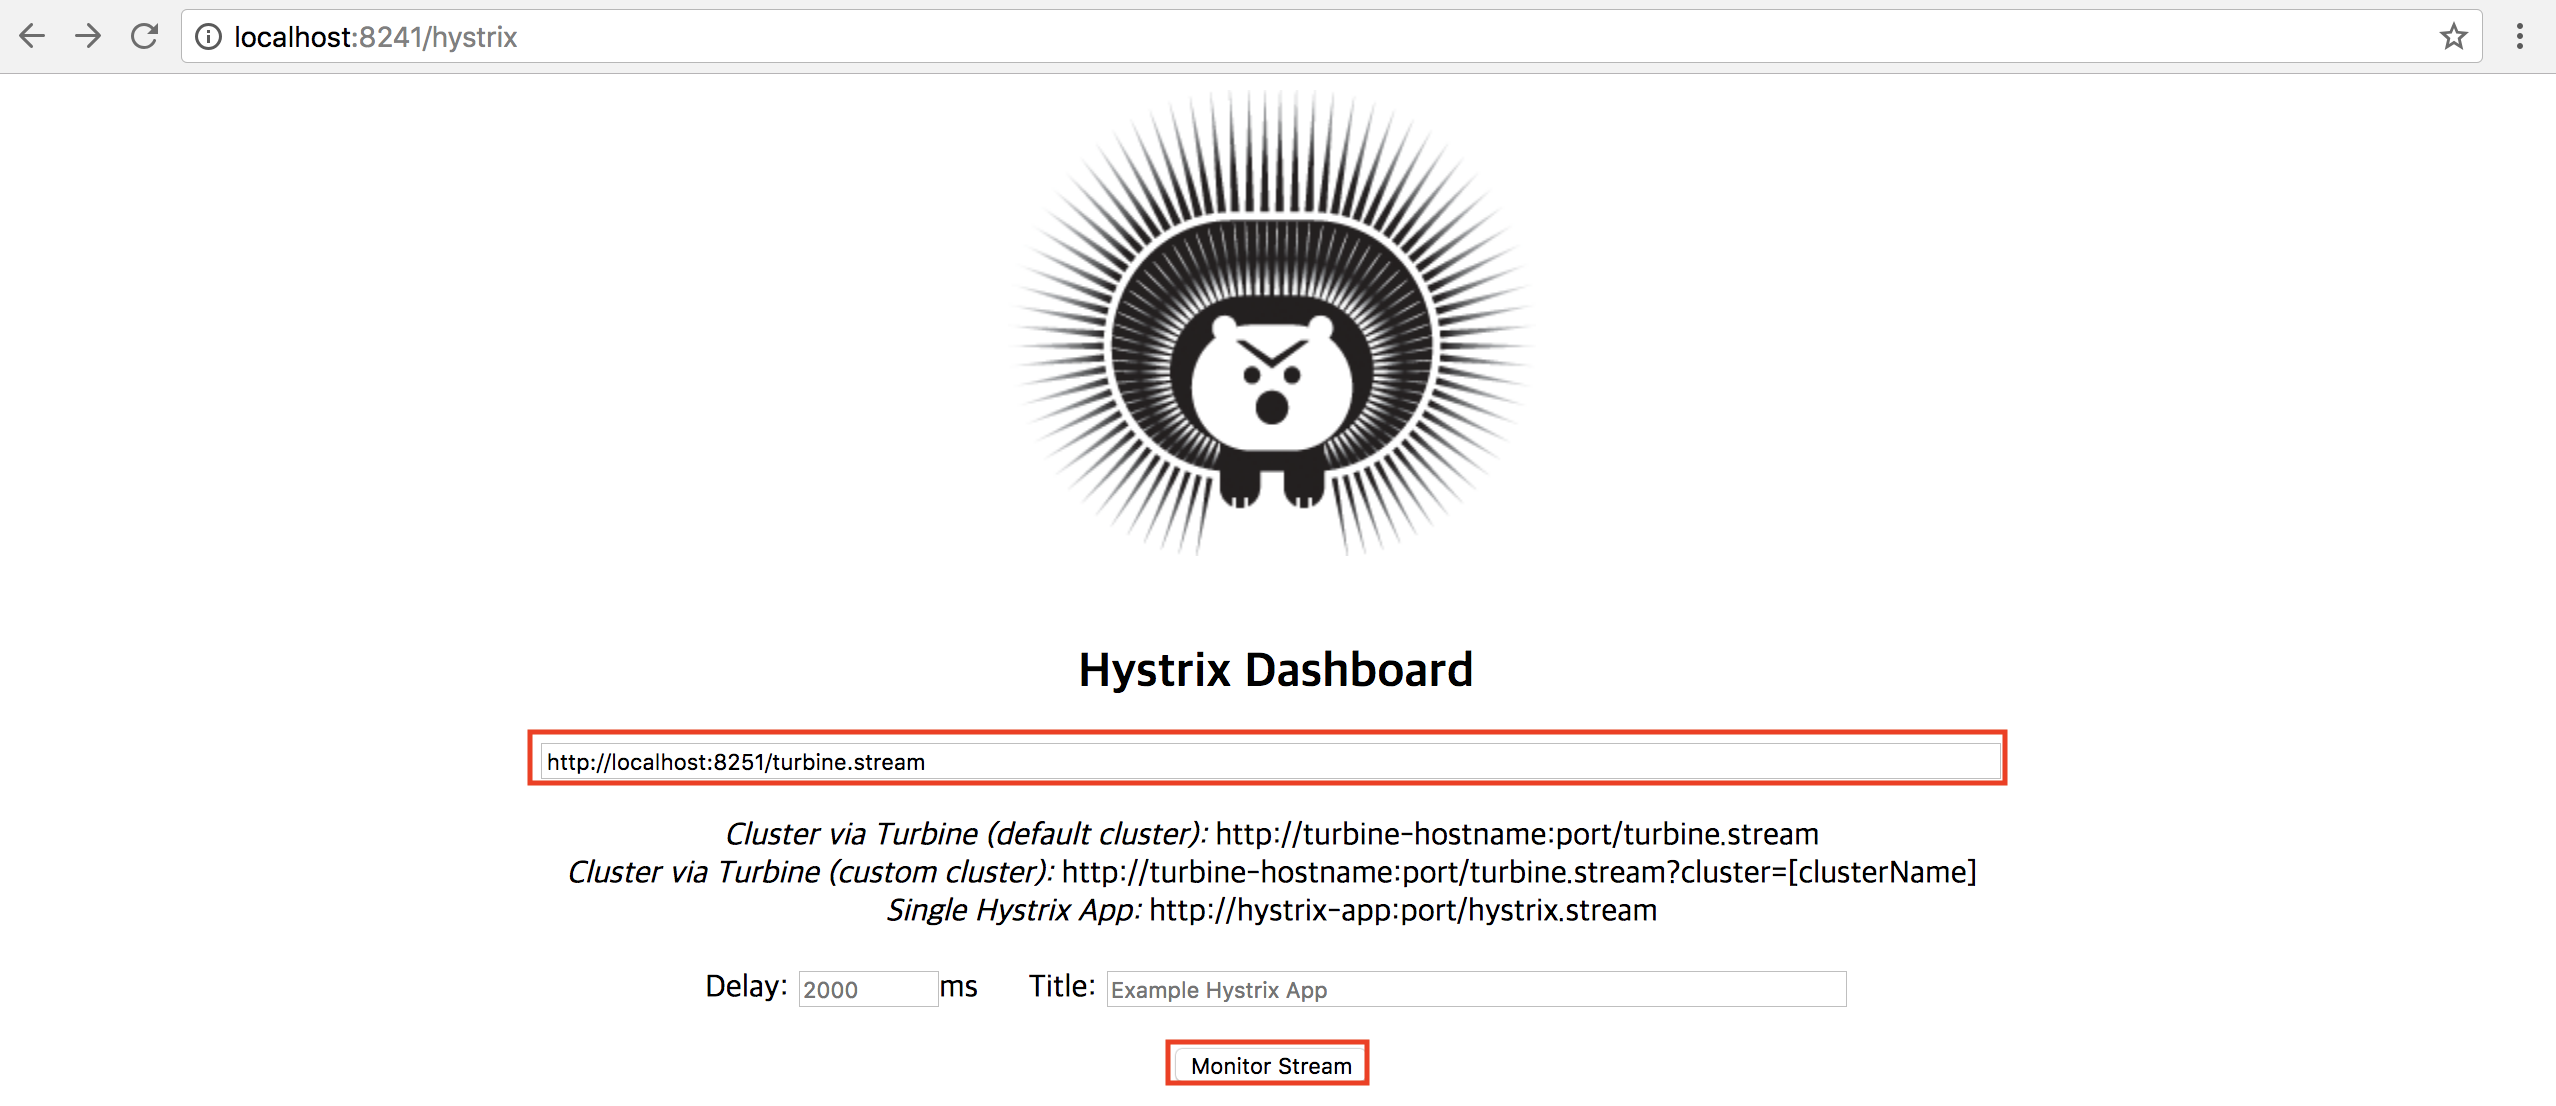 localhost:8241/hystrix
Hystrix Dashboard
http://localhost:8251/turbine.stream
Cluster via Turbine (default cluster): http://turbine-hostname:port/turbine.stream
Cluster via Turbine (custom cluster): http://turbine-hostname:port/turbine.stream?cluster=[clusterName]
Single Hystrix App: http://hystrix-app:port/hystrix.stream
Delay: 2000 ms Title: Example Hystrix App
Monitor Stream